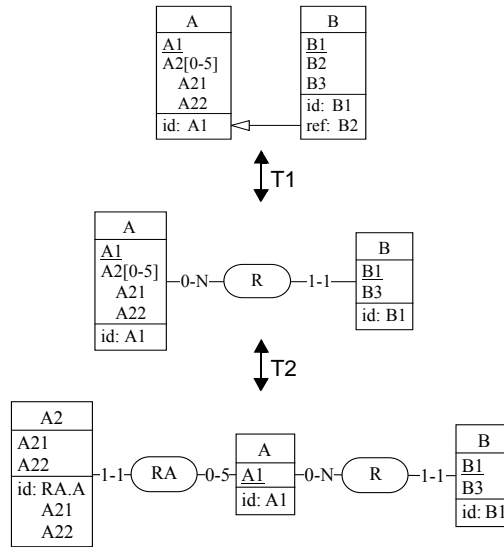 A
A1
A2[0-5]
A21
A22
id: A1
B
B1
B2
B3
id: B1
ref: B2
T1
A
A1
A2[0-5]
A21
A22
id: A1
0-N
R
1-1
B
B1
B3
id: B1
T2
A2
A21
A22
id: RA.A
A21
A22
1-1
RA
0-5
A
A1
id: A1
0-N
R
1-1
B
B1
B3
id: B1